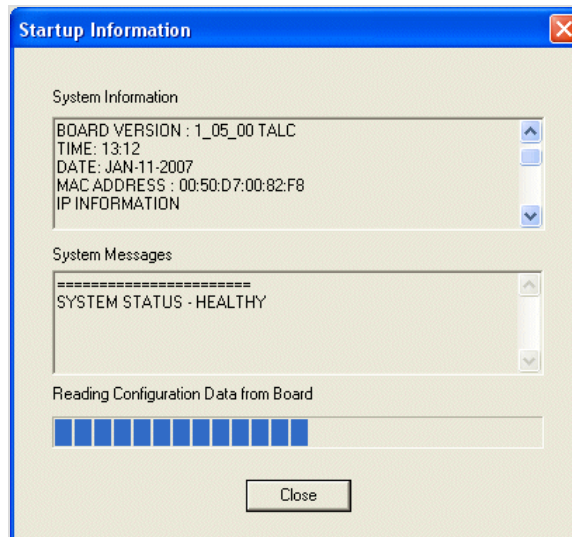 Startup Information
System Information
BOARD VERSION : 1_05_00 TALC
TIME: 13:12
DATE: JAN-11-2007
MAC ADDRESS : 00:50:D7:00:82:F8
IP INFORMATION
System Messages
=======================
SYSTEM STATUS - HEALTHY
Reading Configuration Data from Board
Close